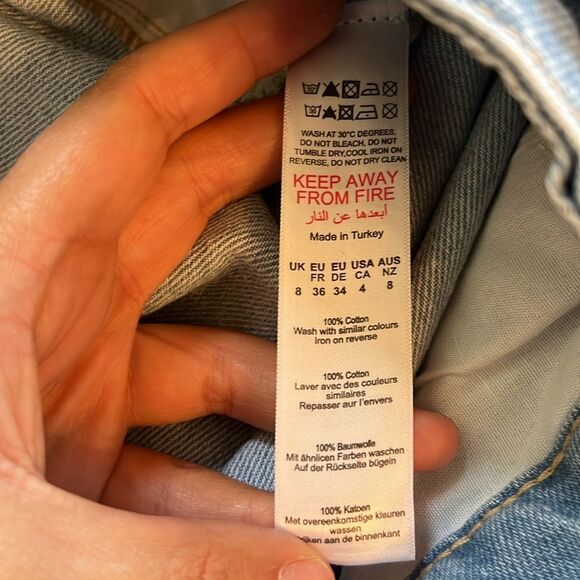 WASH AT 30°C DEGREES,
DO NOT BLEACH, DO NOT
TUMBLE DRY,COOL IRON ON
REVERSE, DO NOT DRY CLEAN
KEEP AWAY
FROM FIRE
أبعدها عن النار
Made in Turkey
UK EU EU USA AUS
FR DE CA NZ
8 36 34 4 8
100% Cotton
Wash with similar colours
Iron on reverse
100% Cotton
Laver avec des couleurs
similaires
Repasser aur l'envers
100% Baumwolle
Mit ähnlichen Farben waschen
Auf der Rückseite bügeln
100% Katoen
Met overeenkomstige kleuren
wassen
aan de binnenkant